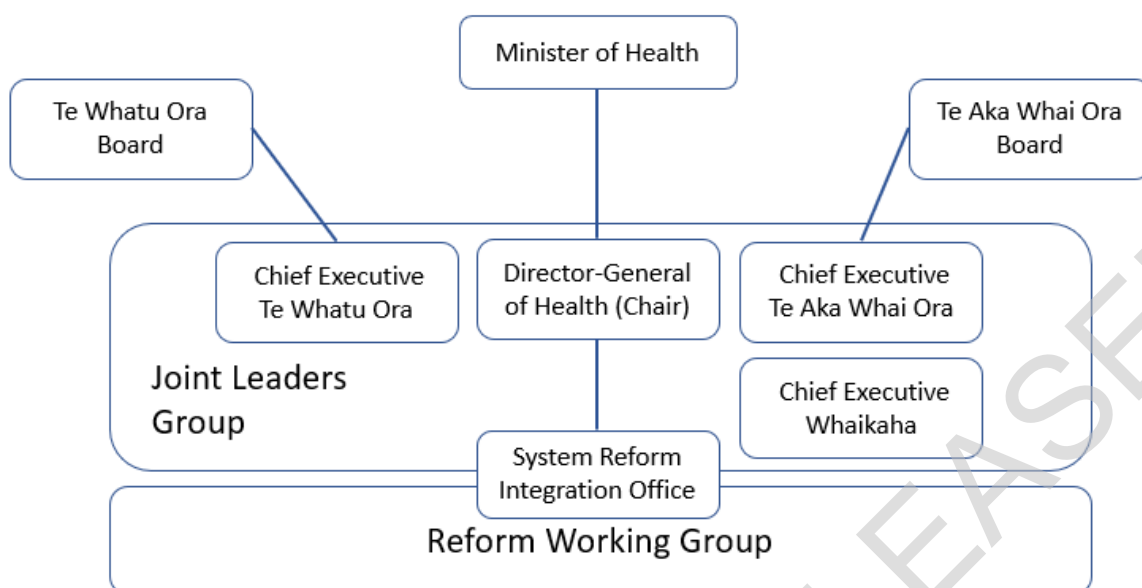 Minister of Health
Te Whatu Ora
Board
Te Aka Whai Ora
Board
Chief Executive
Te Whatu Ora
Director-General
of Health (Chair)
Chief Executive
Te Aka Whai Ora
Joint Leaders
Group
Chief Executive
Whaikaha
System Reform
Integration Office
Reform Working Group